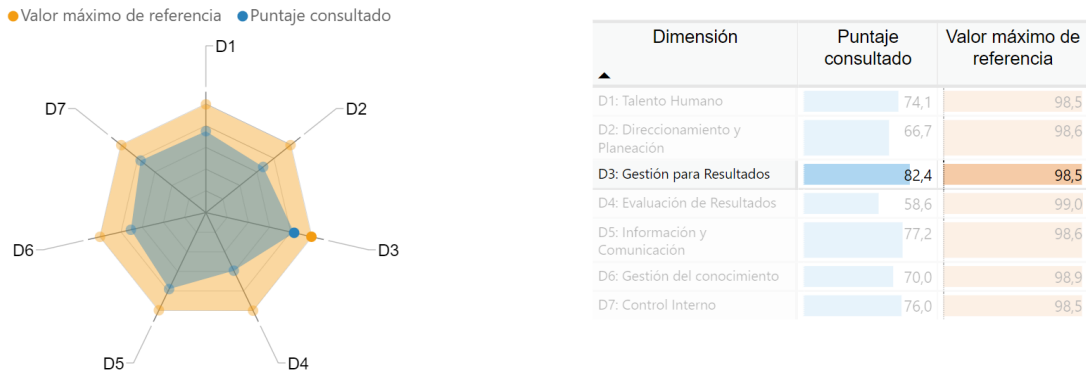 Valor máximo de referencia Puntaje consultado
D1
D7
D2
D6
D3
D5
D4
Dimensión Puntaje consultado Valor máximo de referencia
D1: Talento Humano 74,1 98,5
D2: Direccionamiento y
Planeación 66,7 98,6
D3: Gestión para Resultados 82,4 98,5
D4: Evaluación de Resultados 58,6 99,0
D5: Información y
Comunicación 77,2 98,6
D6: Gestión del conocimiento 70,0 98,9
D7: Control Interno 76,0 98,5